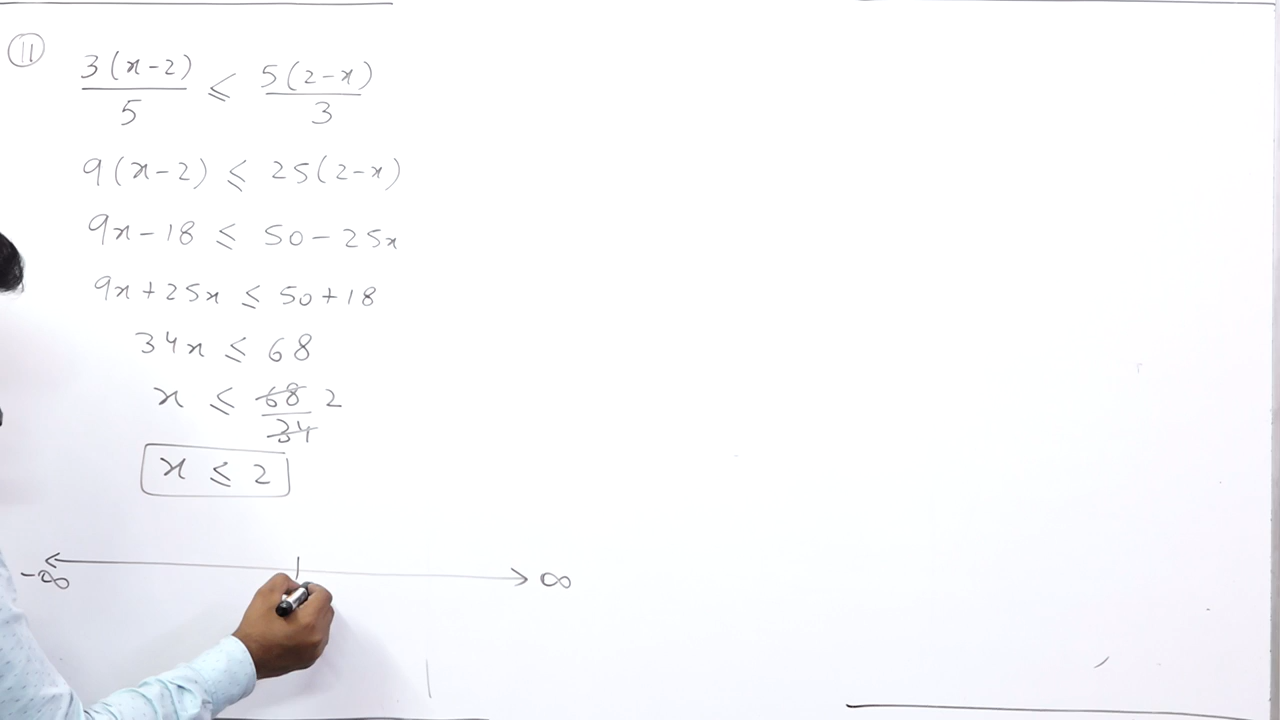 (11)
3(x-2)/5 ≤ 5(2-x)/3
9(x-2) ≤ 25(2-x)
9x-18 ≤ 50-25x
9x+25x ≤ 50+18
34x ≤ 68
x ≤ 68/34 2
x ≤ 2
-∞ ∞